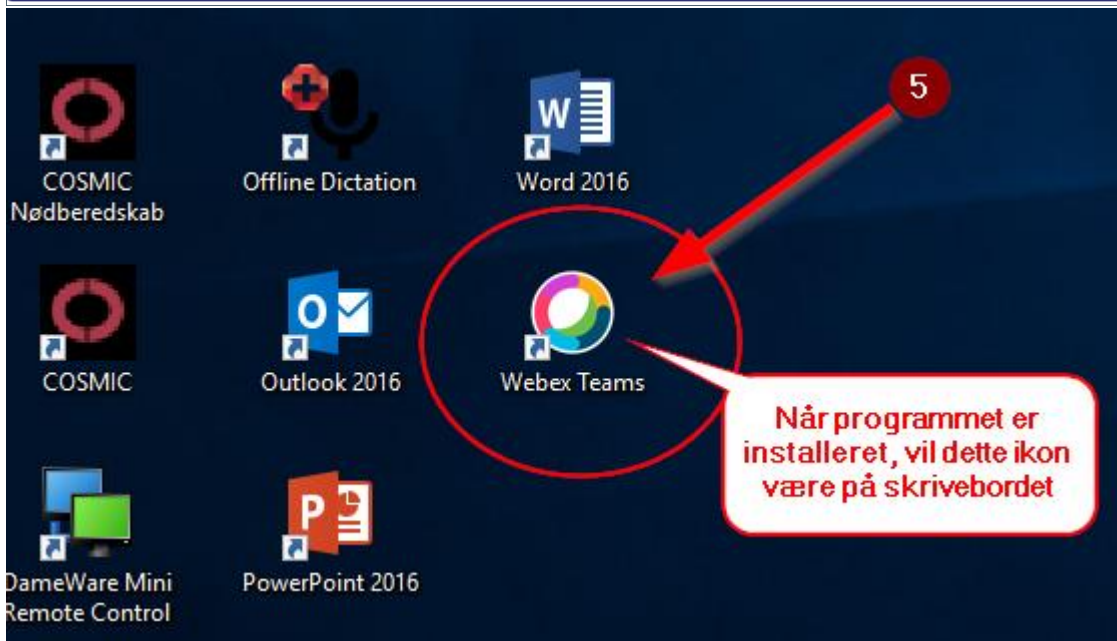 5
COSMIC
Nødberedskab
Offline Dictation
Word 2016
COSMIC
Outlook 2016
Webex Teams
Når programmet er
installeret, vil dette ikon
være på skrivebordet
DameWare Mini
Remote Control
PowerPoint 2016